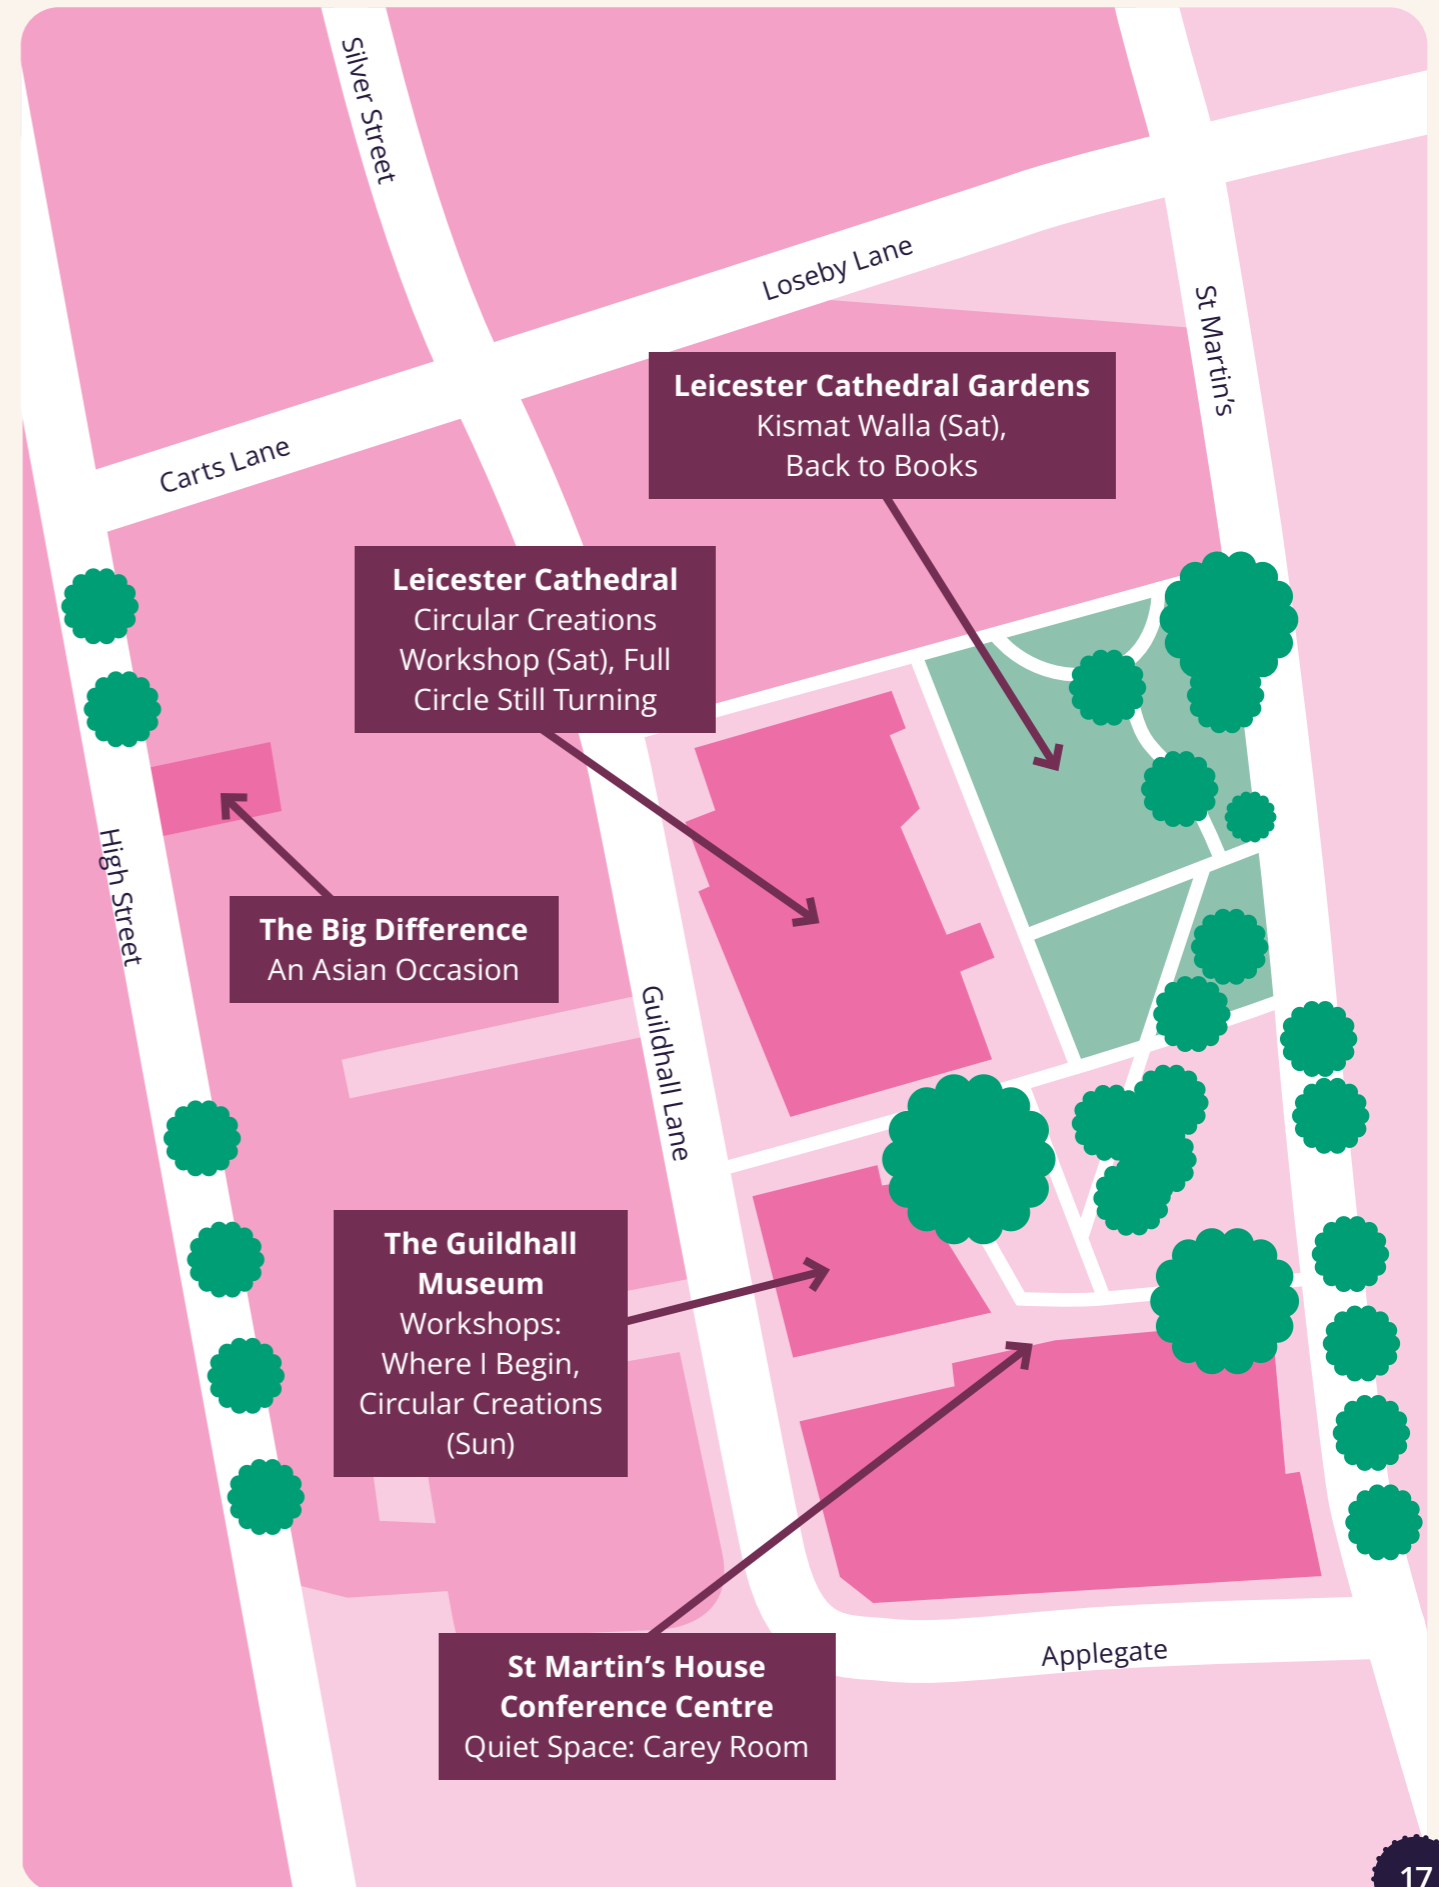 Silver Street
Loseby Lane
St Martin’s
Carts Lane
Leicester Cathedral Gardens
Kismat Walla (Sat),
Back to Books
Leicester Cathedral
Circular Creations
Workshop (Sat), Full
Circle Still Turning
High Street
The Big Difference
An Asian Occasion
Guildhall Lane
The Guildhall
Museum
Workshops:
Where I Begin,
Circular Creations
(Sun)
St Martin’s House
Conference Centre
Quiet Space: Carey Room
Applegate
17